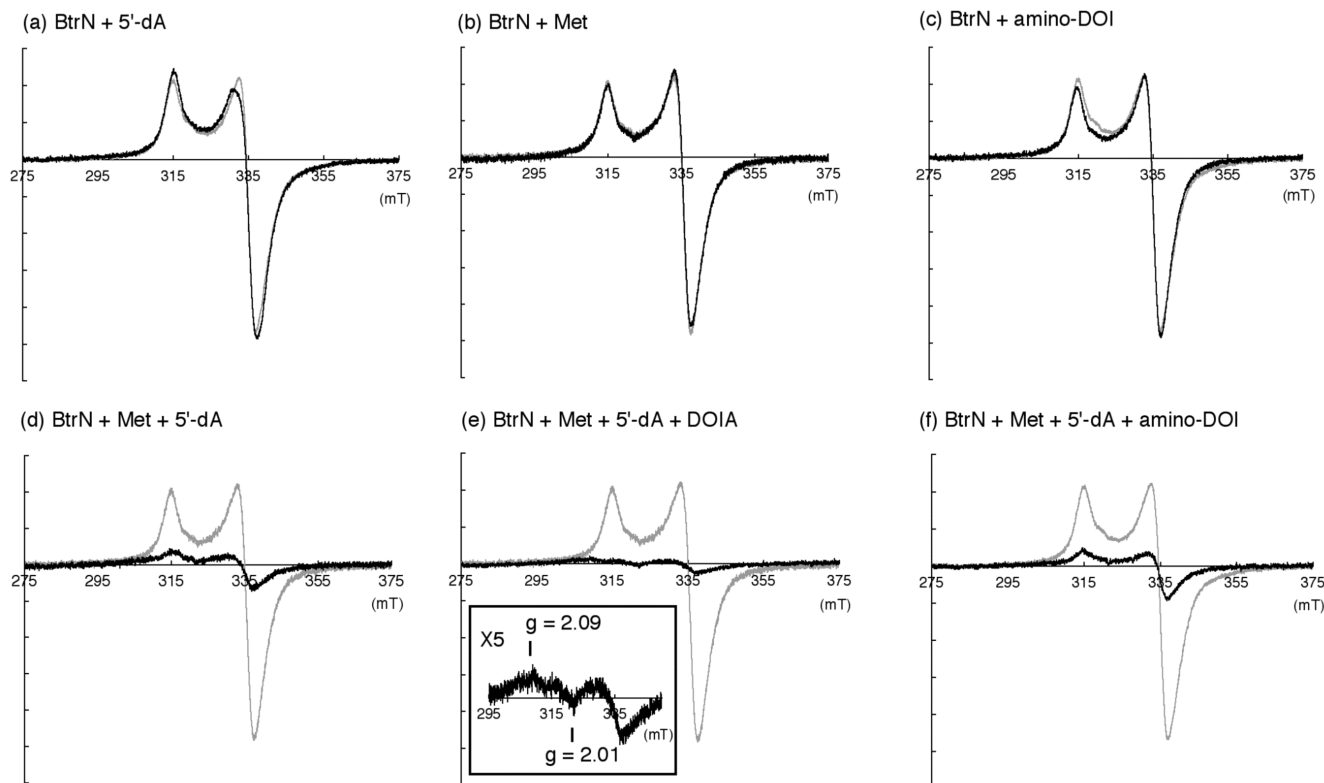 (a) BtrN + 5'-dA
275 295 315 335 355 375
(mT)
(b) BtrN + Met
275 295 315 335 355 375
(mT)
(c) BtrN + amino-DOI
275 295 315 335 355 375
(mT)
(d) BtrN + Met + 5'-dA
275 295 315 335 355 375
(mT)
(e) BtrN + Met + 5'-dA + DOIA
275 295 315 335 355 375
(mT)
X5
g = 2.09
295 315 335
(mT)
g = 2.01
(f) BtrN + Met + 5'-dA + amino-DOI
275 295 315 335 355 375
(mT)